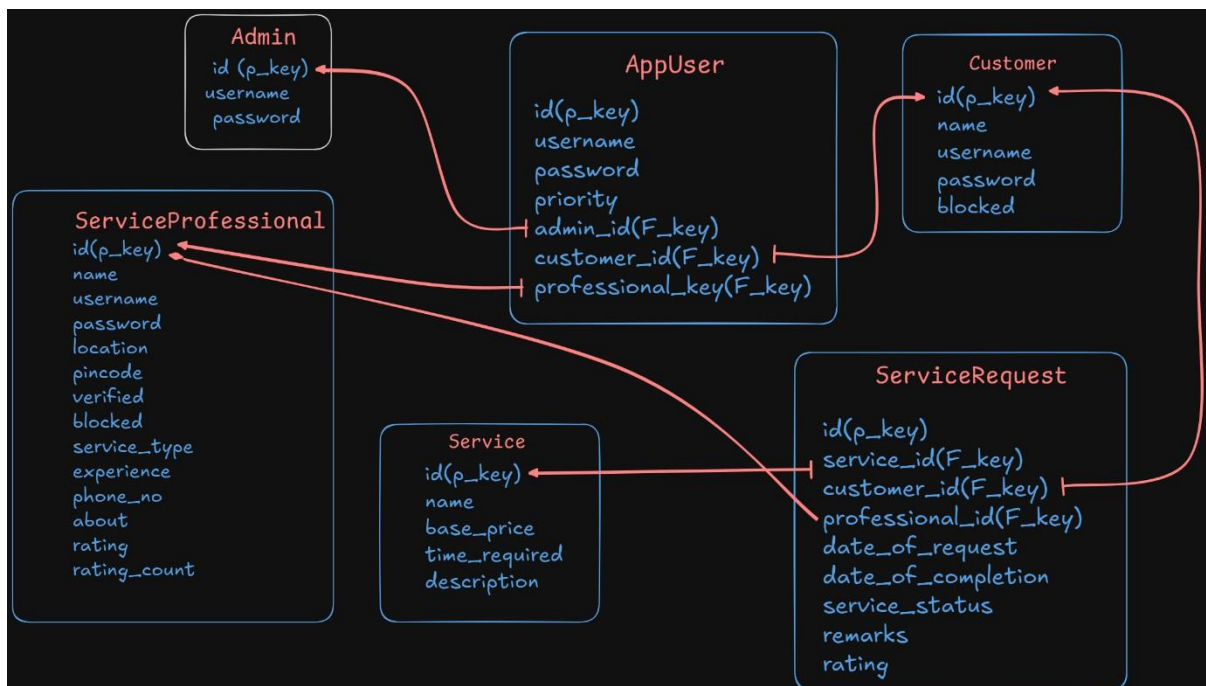 Admin
id (p_key)
username
password
AppUser
id(p_key)
username
password
priority
admin_id(F_key)
customer_id(F_key)
professional_key(F_key)
Customer
id(p_key)
name
username
password
blocked
ServiceProfessional
id(p_key)
name
username
password
location
pincode
verified
blocked
service_type
experience
phone_no
about
rating
rating_count
Service
id(p_key)
name
base_price
time_required
description
ServiceRequest
id(p_key)
service_id(F_key)
customer_id(F_key)
professional_id(F_key)
date_of_request
date_of_completion
service_status
remarks
rating